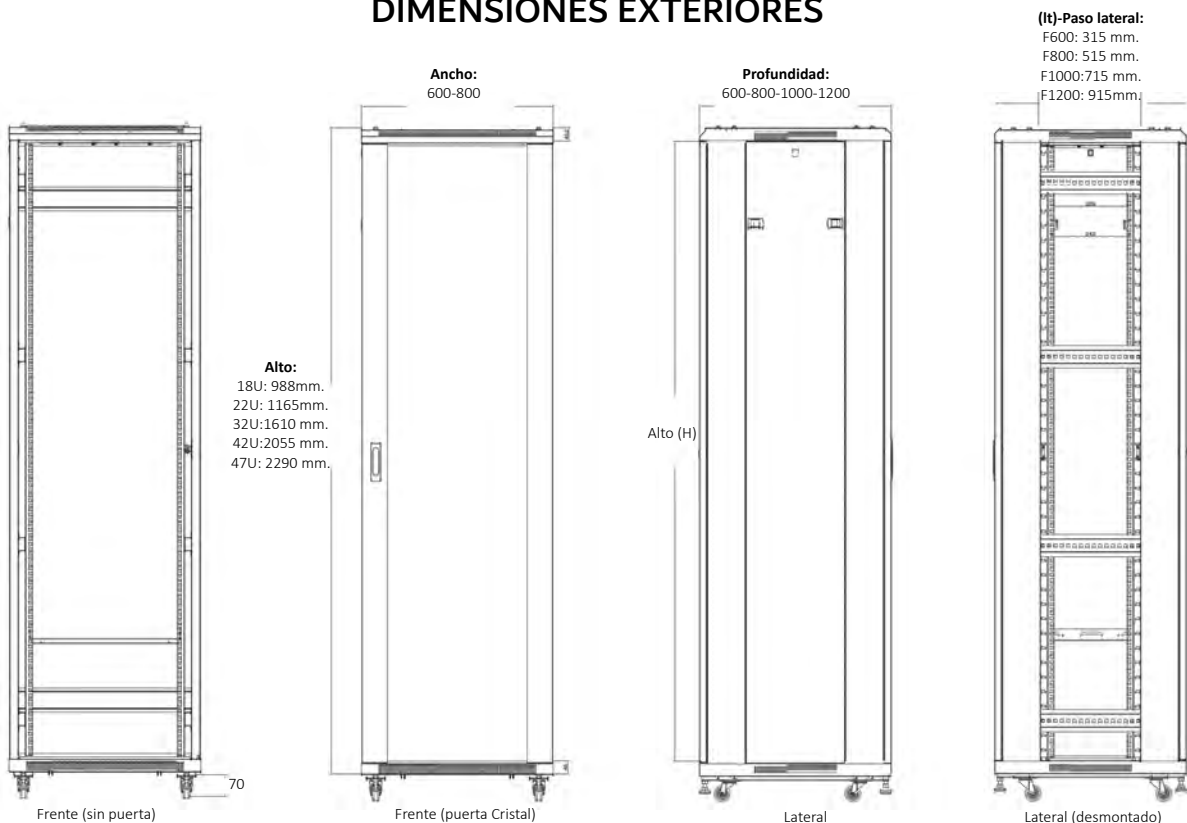 DIMENSIONES EXTERIORES
(lt)-Paso lateral:
F600: 315 mm.
F800: 515 mm.
F1000:715 mm.
F1200: 915mm.
Ancho:
600-800
Profundidad:
600-800-1000-1200
Alto:
18U: 988mm.
22U: 1165mm.
32U:1610 mm.
42U:2055 mm.
47U: 2290 mm.
Alto (H)
70
Frente (sin puerta)
Frente (puerta Cristal)
Lateral
Lateral (desmontado)